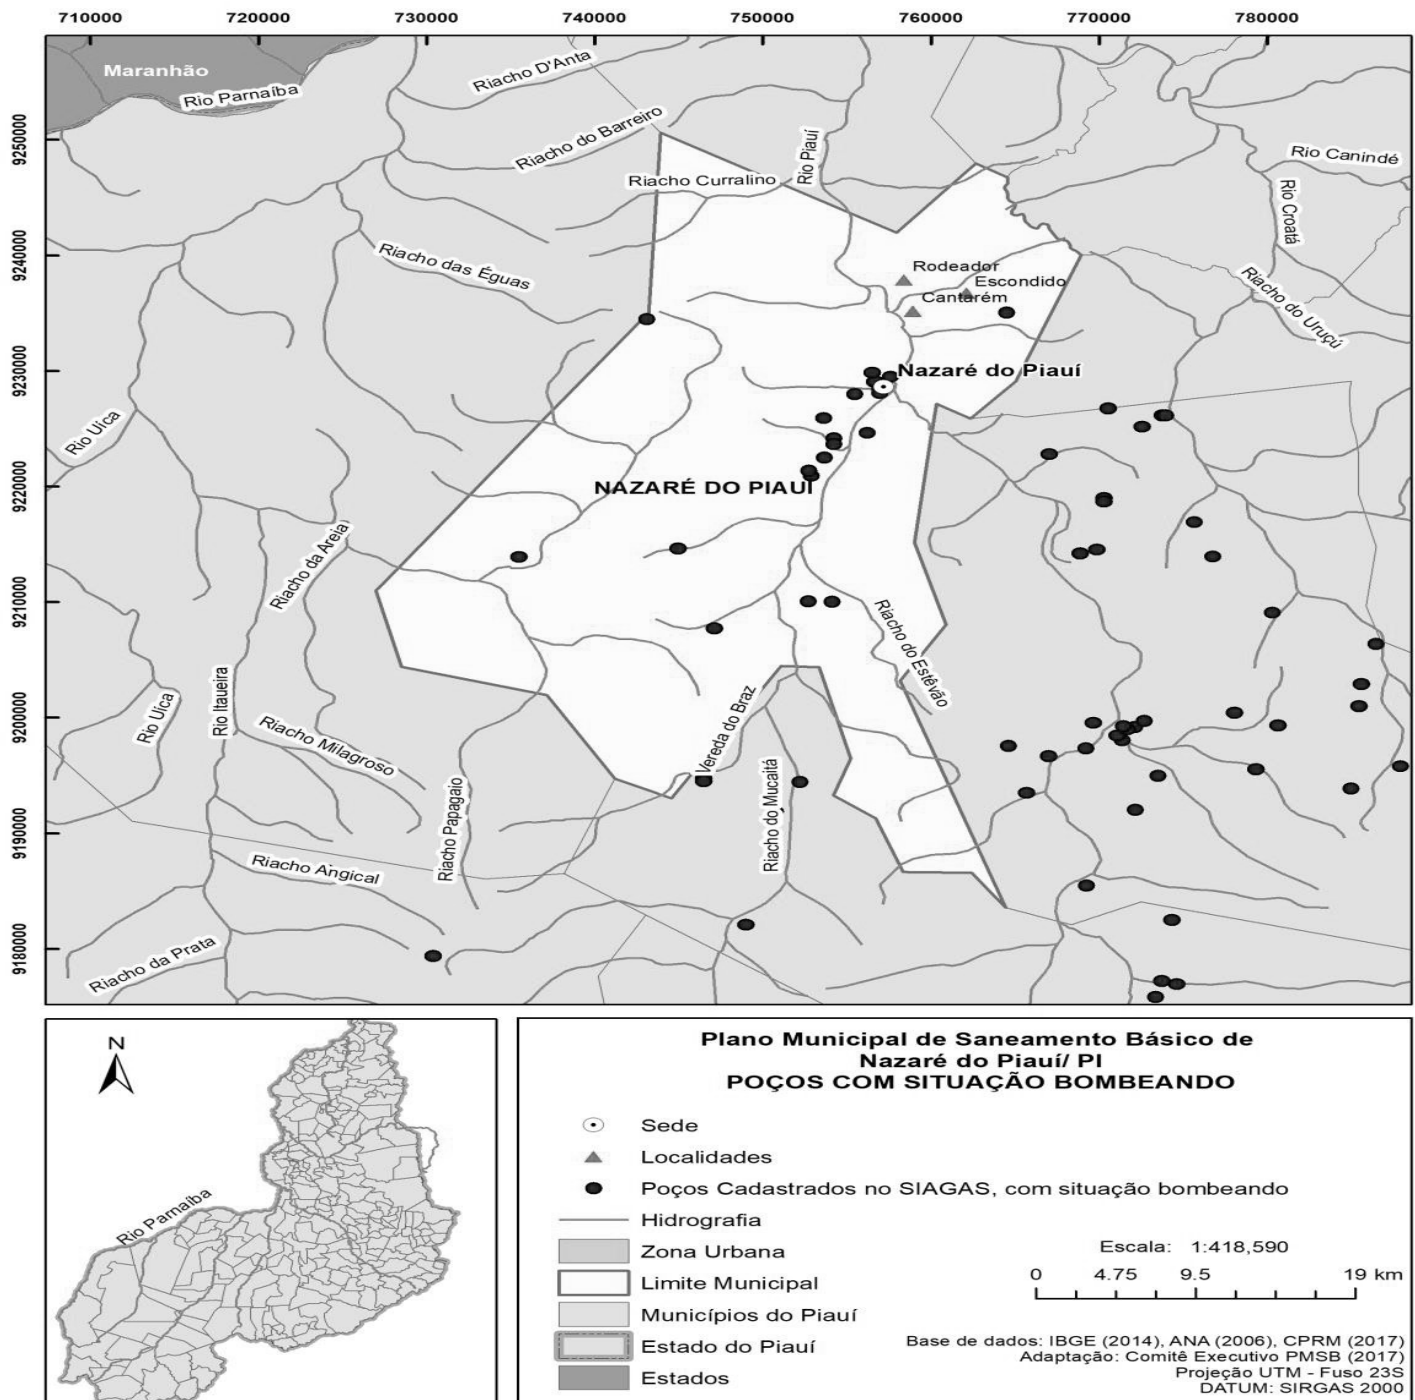 710000 720000 730000 740000 750000 760000 770000 780000
9250000
9240000
9230000
9220000
9210000
9200000
9190000
9180000
Maranhão
Rio Parnaíba
Riacho D'Anta
Riacho do Barreiro
Rio Piauí
Riacho Curralino
Rio Canindé
Rio Croatá
Riacho do Uruçú
Riacho das Éguas
Rodeador
Escondido
Cantarém
Nazaré do Piauí
Rio Uica
NAZARÉ DO PIAUÍ
Riacho da Areia
Riacho do Estêvão
Rio Itaueira
Rio Uica
Riacho Milagroso
Vereda do Braz
Riacho Papagaio
Riacho do Mucaitá
Riacho Angical
Riacho da Prata
N
Rio Parnaíba
Plano Municipal de Saneamento Básico de
Nazaré do Piauí/ PI
POÇOS COM SITUAÇÃO BOMBEANDO
Sede
Localidades
Poços Cadastrados no SIAGAS, com situação bombeando
Hidrografia
Zona Urbana
Limite Municipal
Municípios do Piauí
Estado do Piauí
Estados
Escala: 1:418,590
0 4.75 9.5 19 km
Base de dados: IBGE (2014), ANA (2006), CPRM (2017)
Adaptação: Comitê Executivo PMSB (2017)
Projeção UTM - Fuso 23S
DATUM: SIRGAS 2000